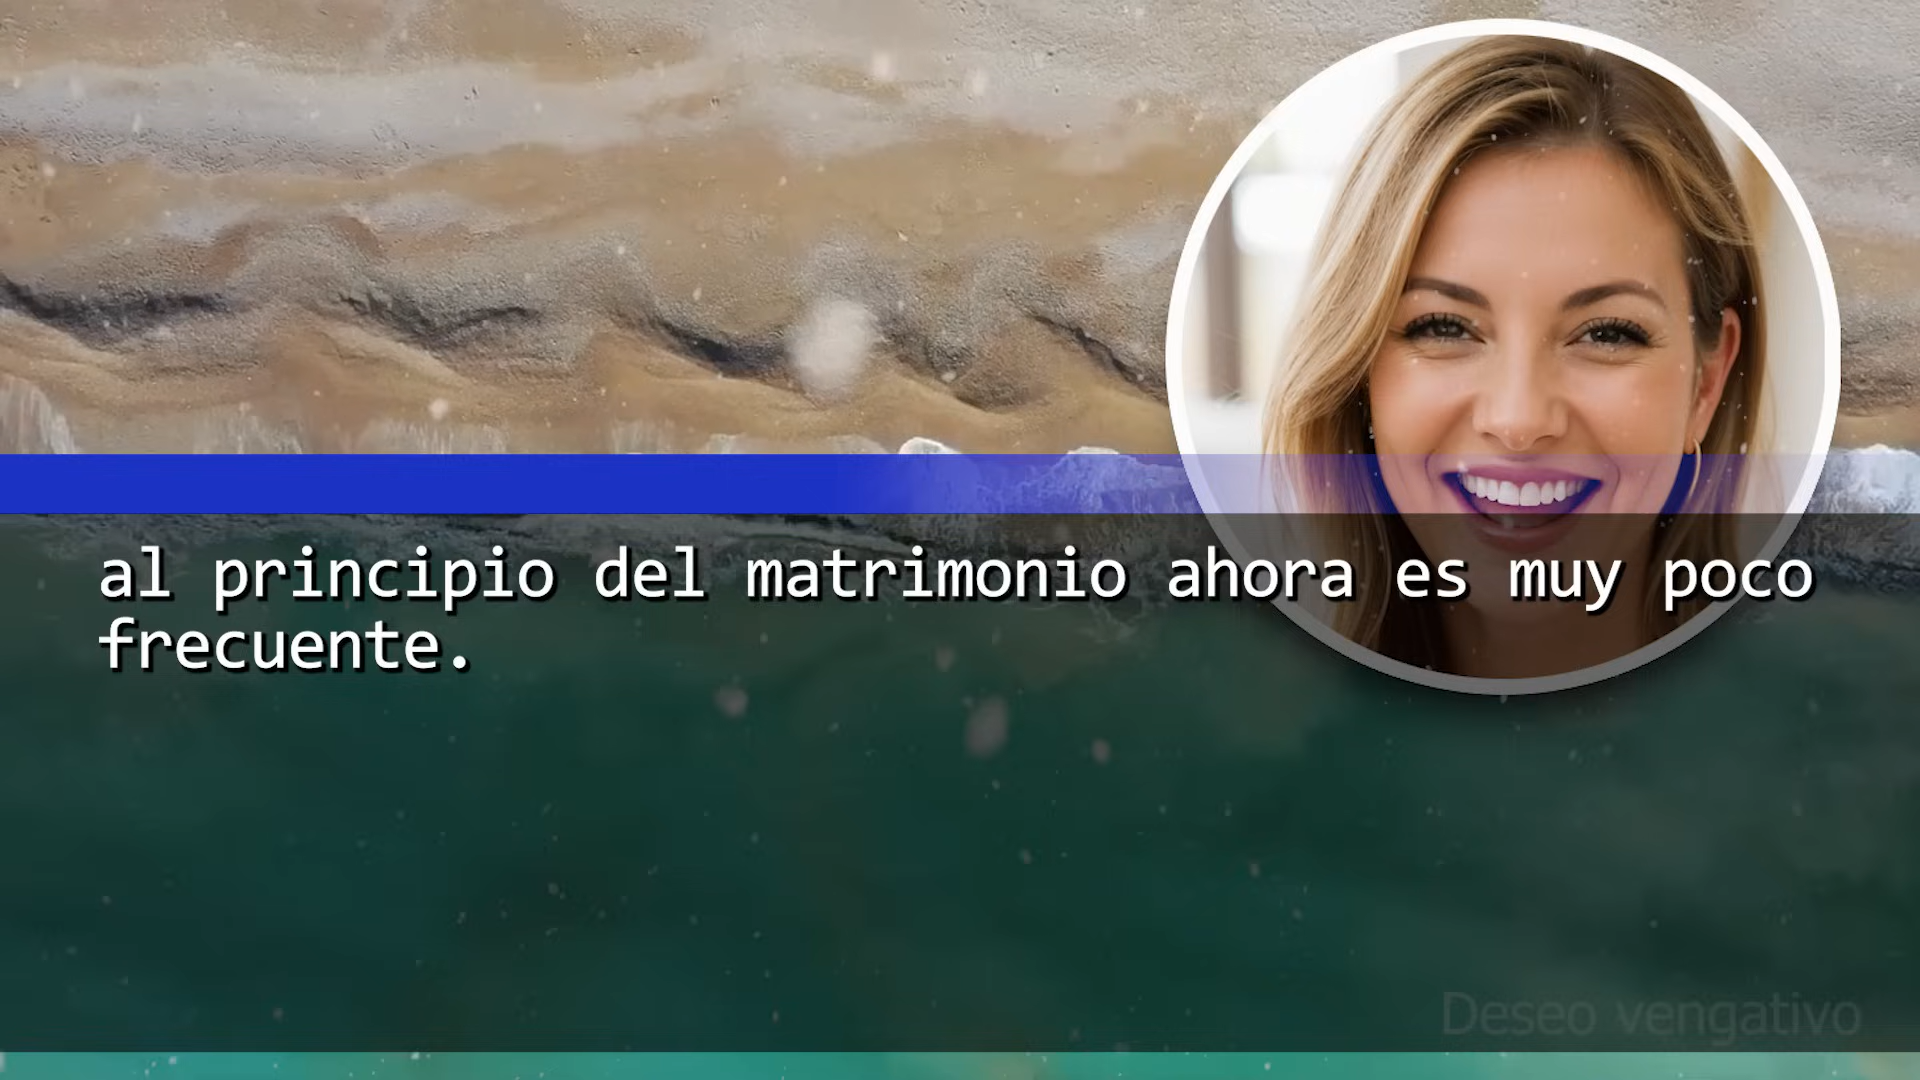 al principio del matrimonio ahora es muy poco
frecuente.
Deseo vengativo